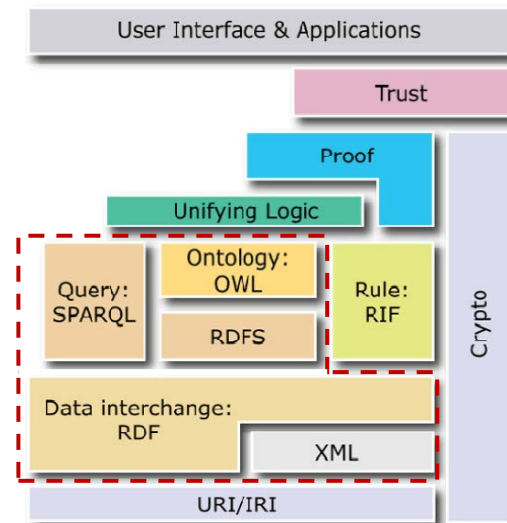 User Interface & Applications
Trust
Proof
Unifying Logic
Query:
SPARQL
Ontology:
OWL
RDFS
Rule:
RIF
Crypto
Data interchange:
RDF
XML
URI/IRI